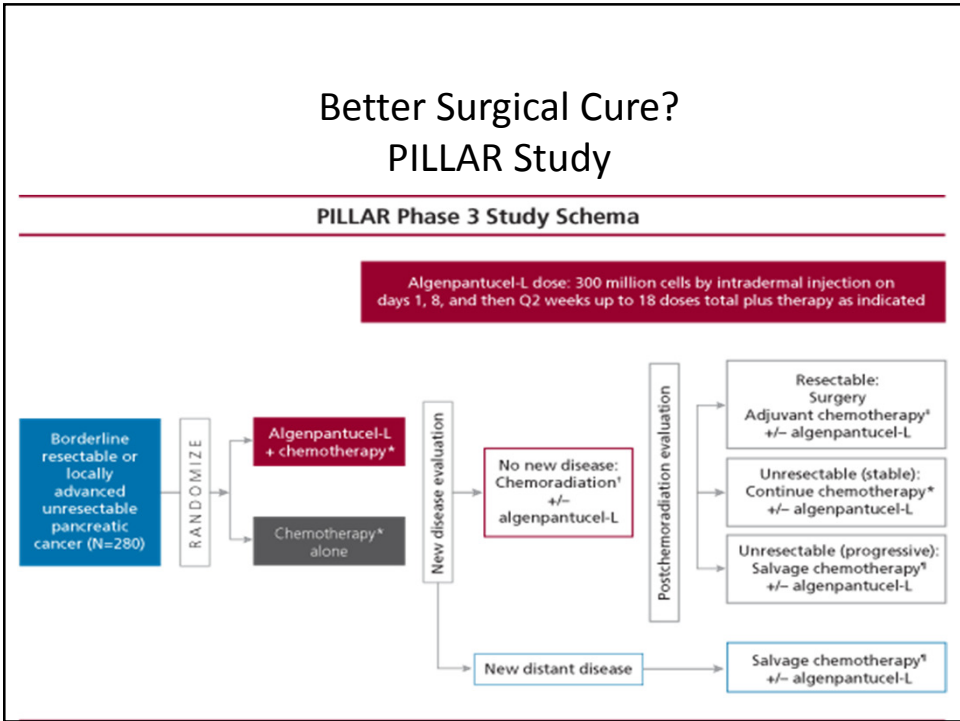 Better Surgical Cure?
PILLAR Study
PILLAR Phase 3 Study Schema
Algenpantucel-L dose: 300 million cells by intradermal injection on
days 1, 8, and then Q2 weeks up to 18 doses total plus therapy as indicated
Borderline
resectable or
locally
advanced
unresectable
pancreatic
cancer (N=280)
RANDOMIZE
Algenpantucel-L
+ chemotherapy*
Chemotherapy*
alone
New disease evaluation
No new disease:
Chemoradiation†
+/–
algenpantucel-L
New distant disease
Postchemoradiation evaluation
Resectable:
Surgery
Adjuvant chemotherapy‡
+/– algenpantucel-L
Unresectable (stable):
Continue chemotherapy*
+/– algenpantucel-L
Unresectable (progressive):
Salvage chemotherapy¶
+/– algenpantucel-L
Salvage chemotherapy¶
+/– algenpantucel-L